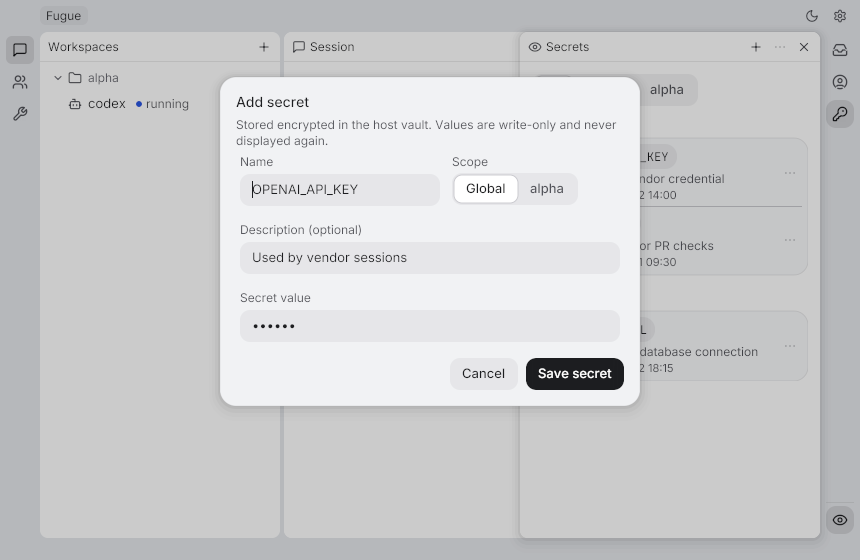 Fugue
Workspaces
alpha
codex
running
Session
Secrets
alpha
_KEY
ndor credential
2 14:00
or PR checks
09:30
L
database connection
2 18:15
Add secret
Stored encrypted in the host vault. Values are write-only and never
displayed again.
Name
Scope
OPENAI_API_KEY
Global
alpha
Description (optional)
Used by vendor sessions
Secret value
••••••
Cancel
Save secret